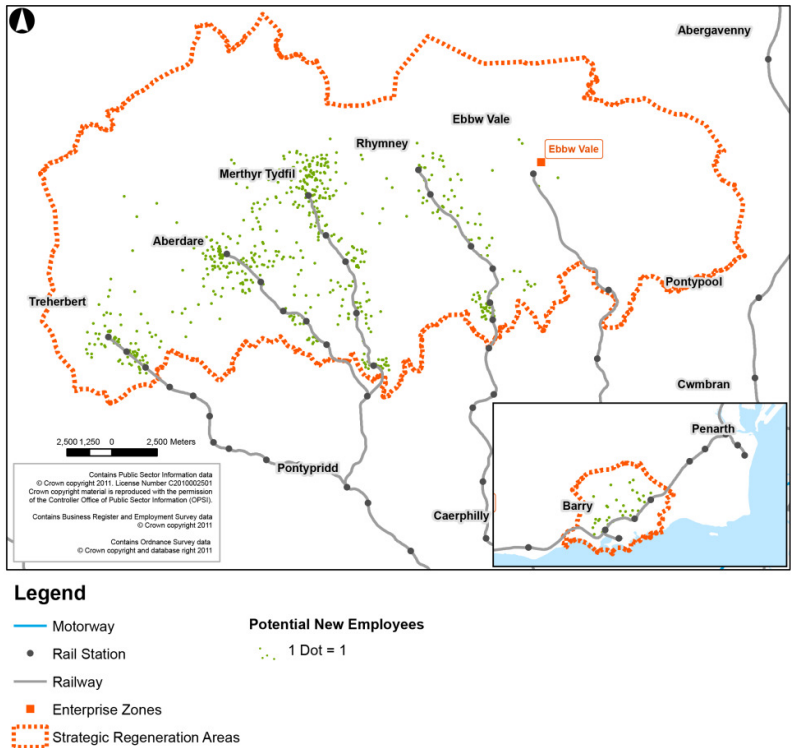 Abergavenny
Ebbw Vale
Ebbw Vale
Rhymney
Merthyr Tydfil
Aberdare
Treherbert
Pontypool
Cwmbran
Penarth
Barry
Pontypridd
Caerphilly
2,500 1,250 0 2,500 Meters
Contains Public Sector Information data
© Crown copyright 2011. License Number C2010002501
Crown copyright material is reproduced with the permission
of the Controller Office of Public Sector Information (OPSI).
Contains Business Register and Employment Survey data
© Crown copyright 2011
Contains Ordnance Survey data
© Crown copyright and database right 2011
Legend
Motorway
Rail Station
Railway
Enterprise Zones
Strategic Regeneration Areas
Potential New Employees
1 Dot = 1